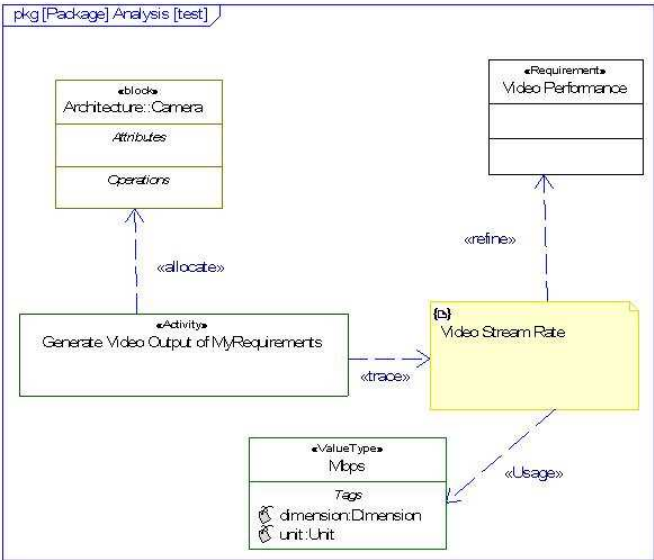 pkg [Package] Analysis [test]
«block»
Architecture::Camera
Attributes
Operations
«Requirement»
Video Performance
«allocate»
«refine»
«Activity»
Generate Video Output of MyRequirements
{D}
Video Stream Rate
«trace»
«ValueType»
Mbps
Tags
dimension:Dimension
unit:Unit
«Usage»